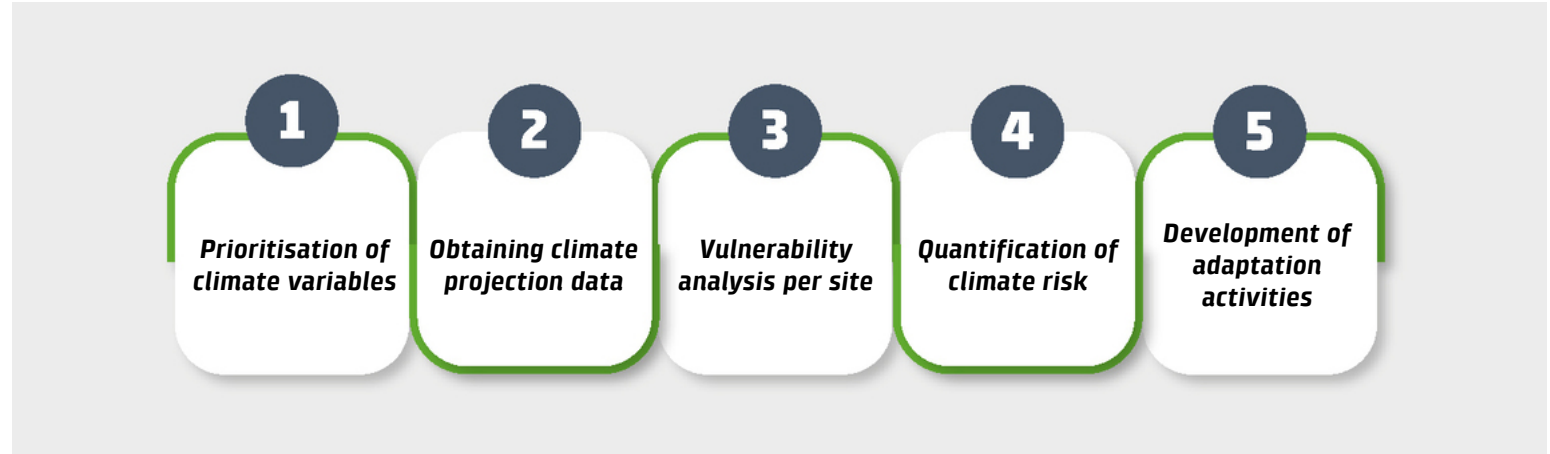 1
Prioritisation of
climate variables
2
Obtaining climate
projection data
3
Vulnerability
analysis per site
4
Quantification of
climate risk
5
Development of
adaptation
activities